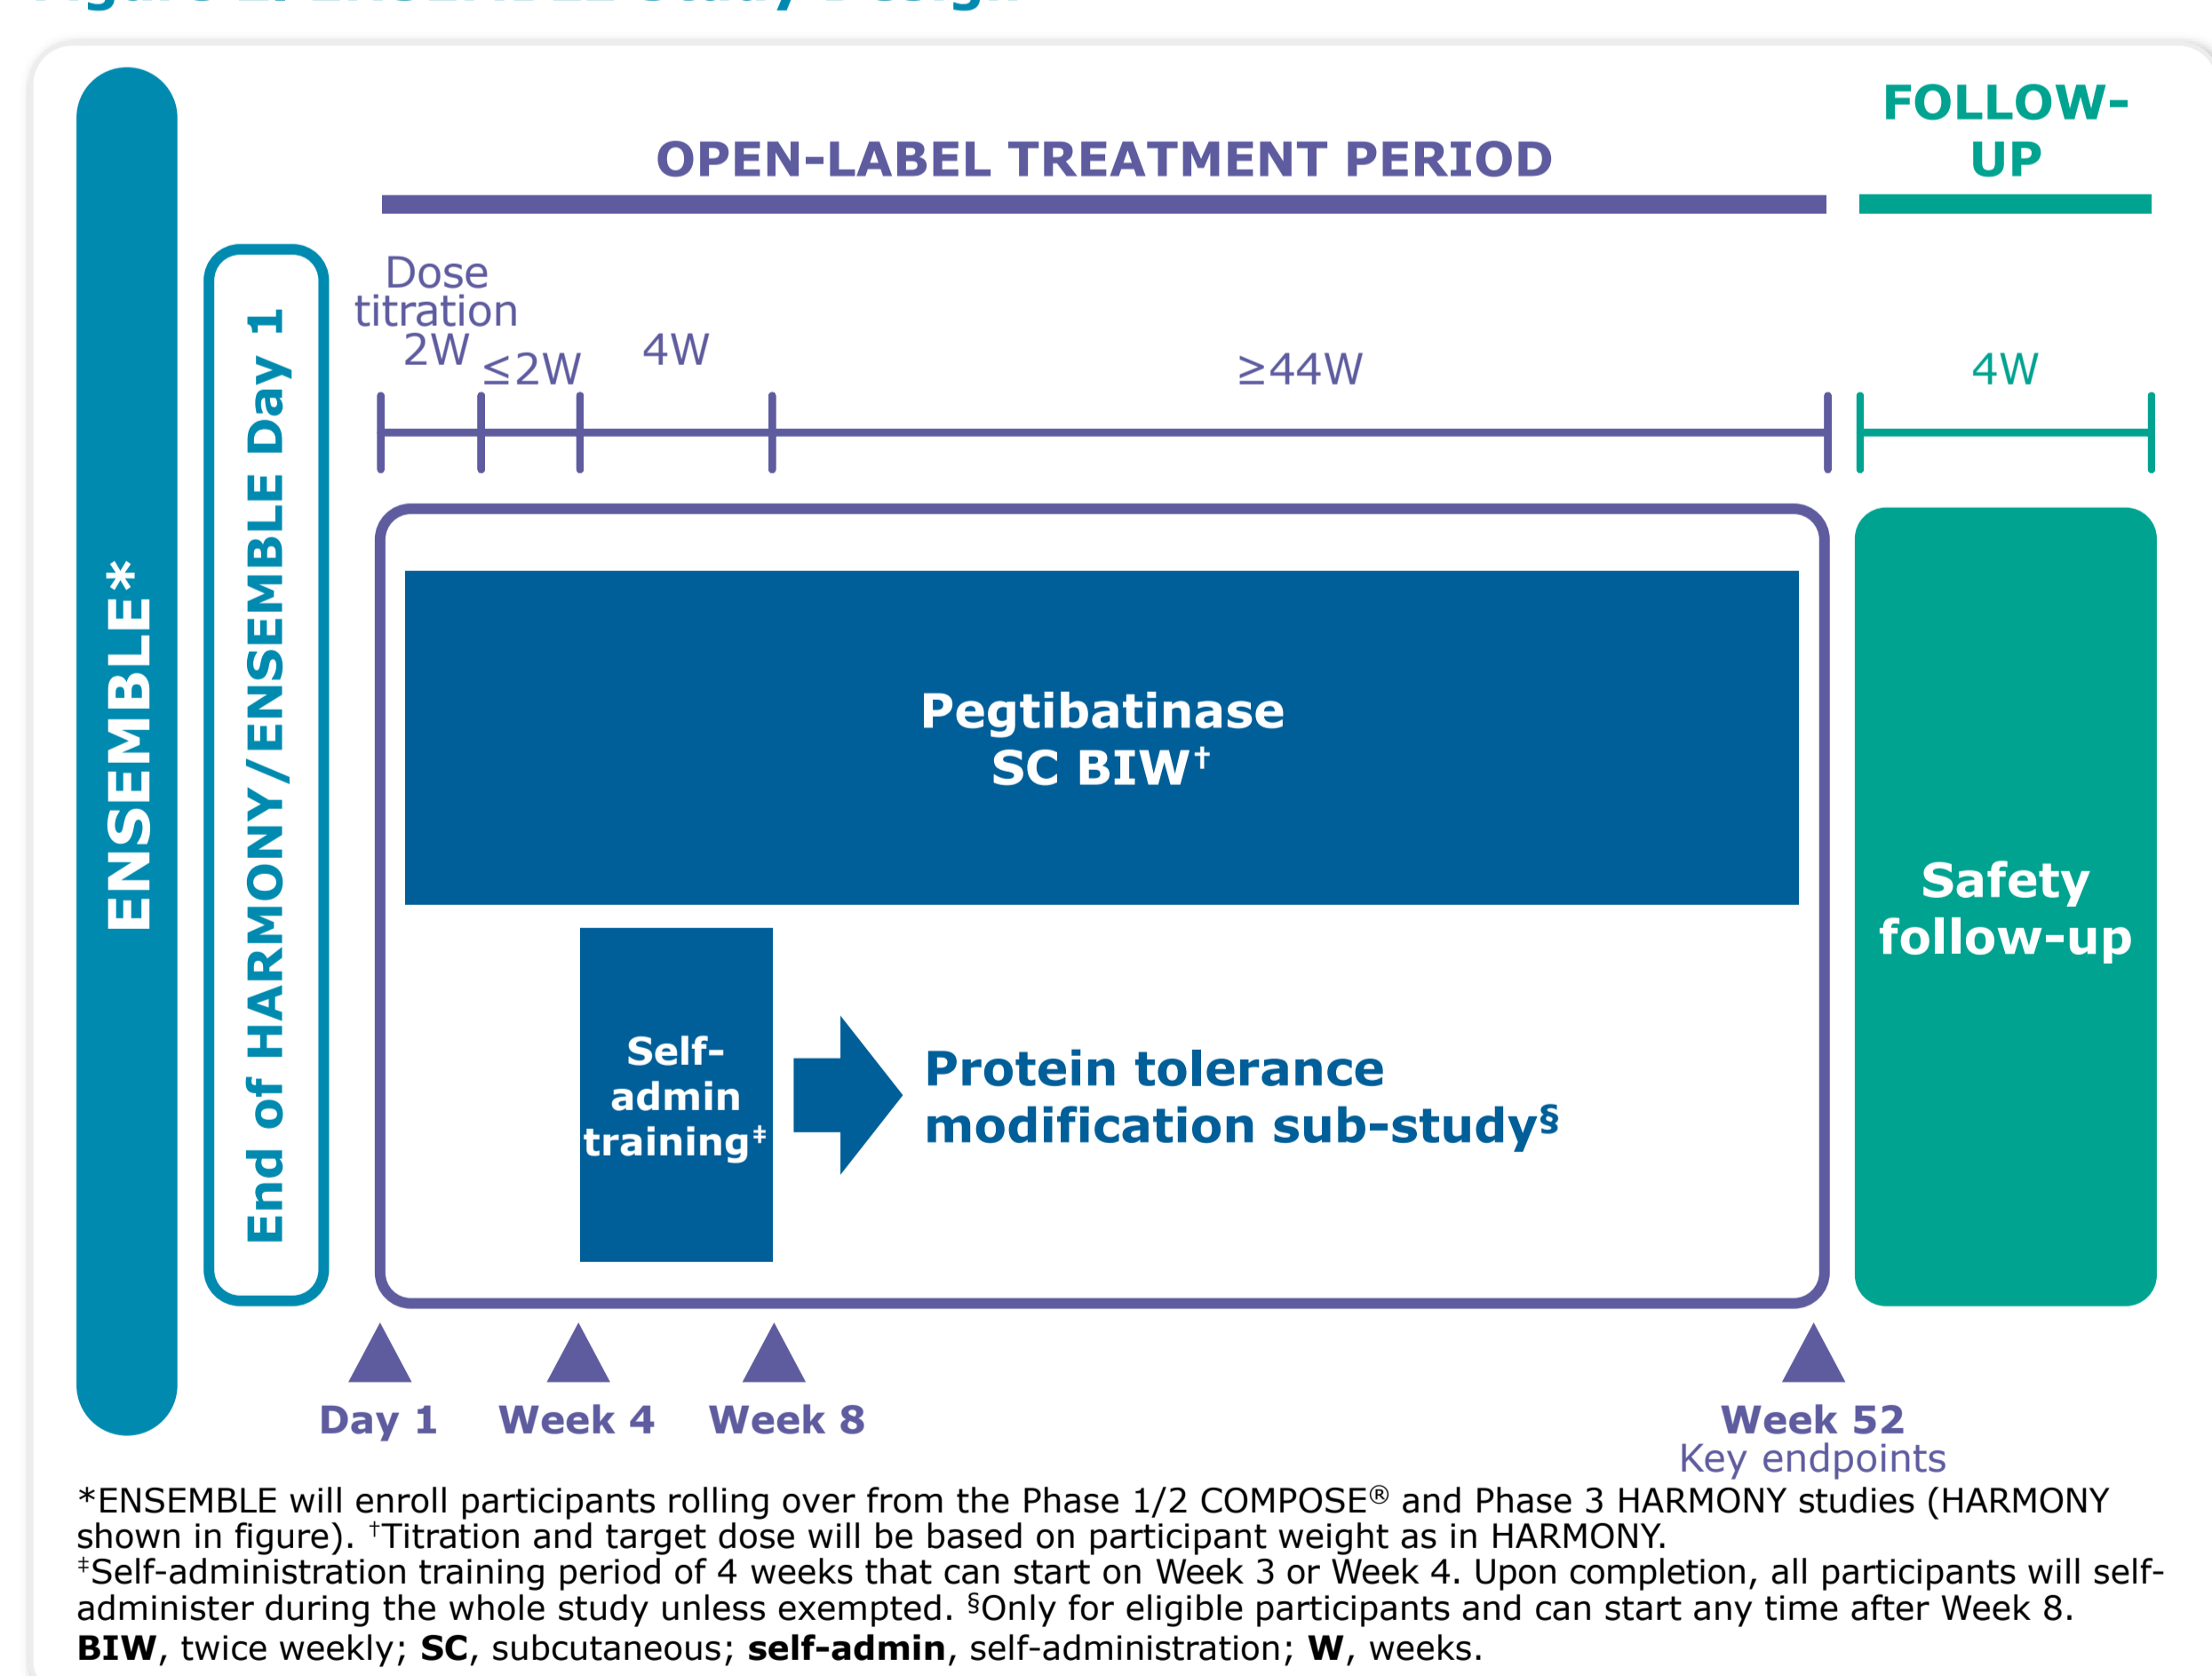 ENSEMBLE*
End of HARMONY/ENSEMBLE Day 1
OPEN-LABEL TREATMENT PERIOD
FOLLOW-
UP
Dose
titration
2W
≤2W
4W
≥44W
4W
Pegtibatinase
SC BIW†
Self-
admin
training‡
Protein tolerance
modification sub-study§
Safety
follow-up
Day 1
Week 4
Week 8
Week 52
Key endpoints
*ENSEMBLE will enroll participants rolling over from the Phase 1/2 COMPOSE® and Phase 3 HARMONY studies (HARMONY
shown in figure). †Titration and target dose will be based on participant weight as in HARMONY.
‡Self-administration training period of 4 weeks that can start on Week 3 or Week 4. Upon completion, all participants will self-
administer during the whole study unless exempted. §Only for eligible participants and can start any time after Week 8.
BIW, twice weekly; SC, subcutaneous; self-admin, self-administration; W, weeks.